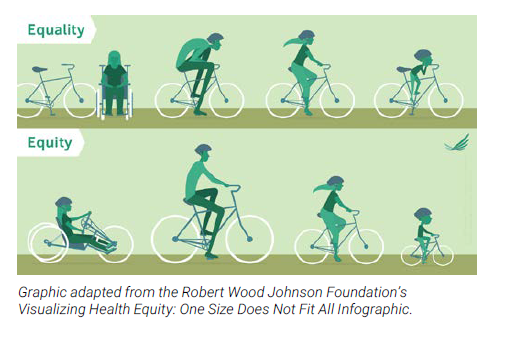 Equality
Equity
Graphic adapted from the Robert Wood Johnson Foundation's
Visualizing Health Equity: One Size Does Not Fit All Infographic.